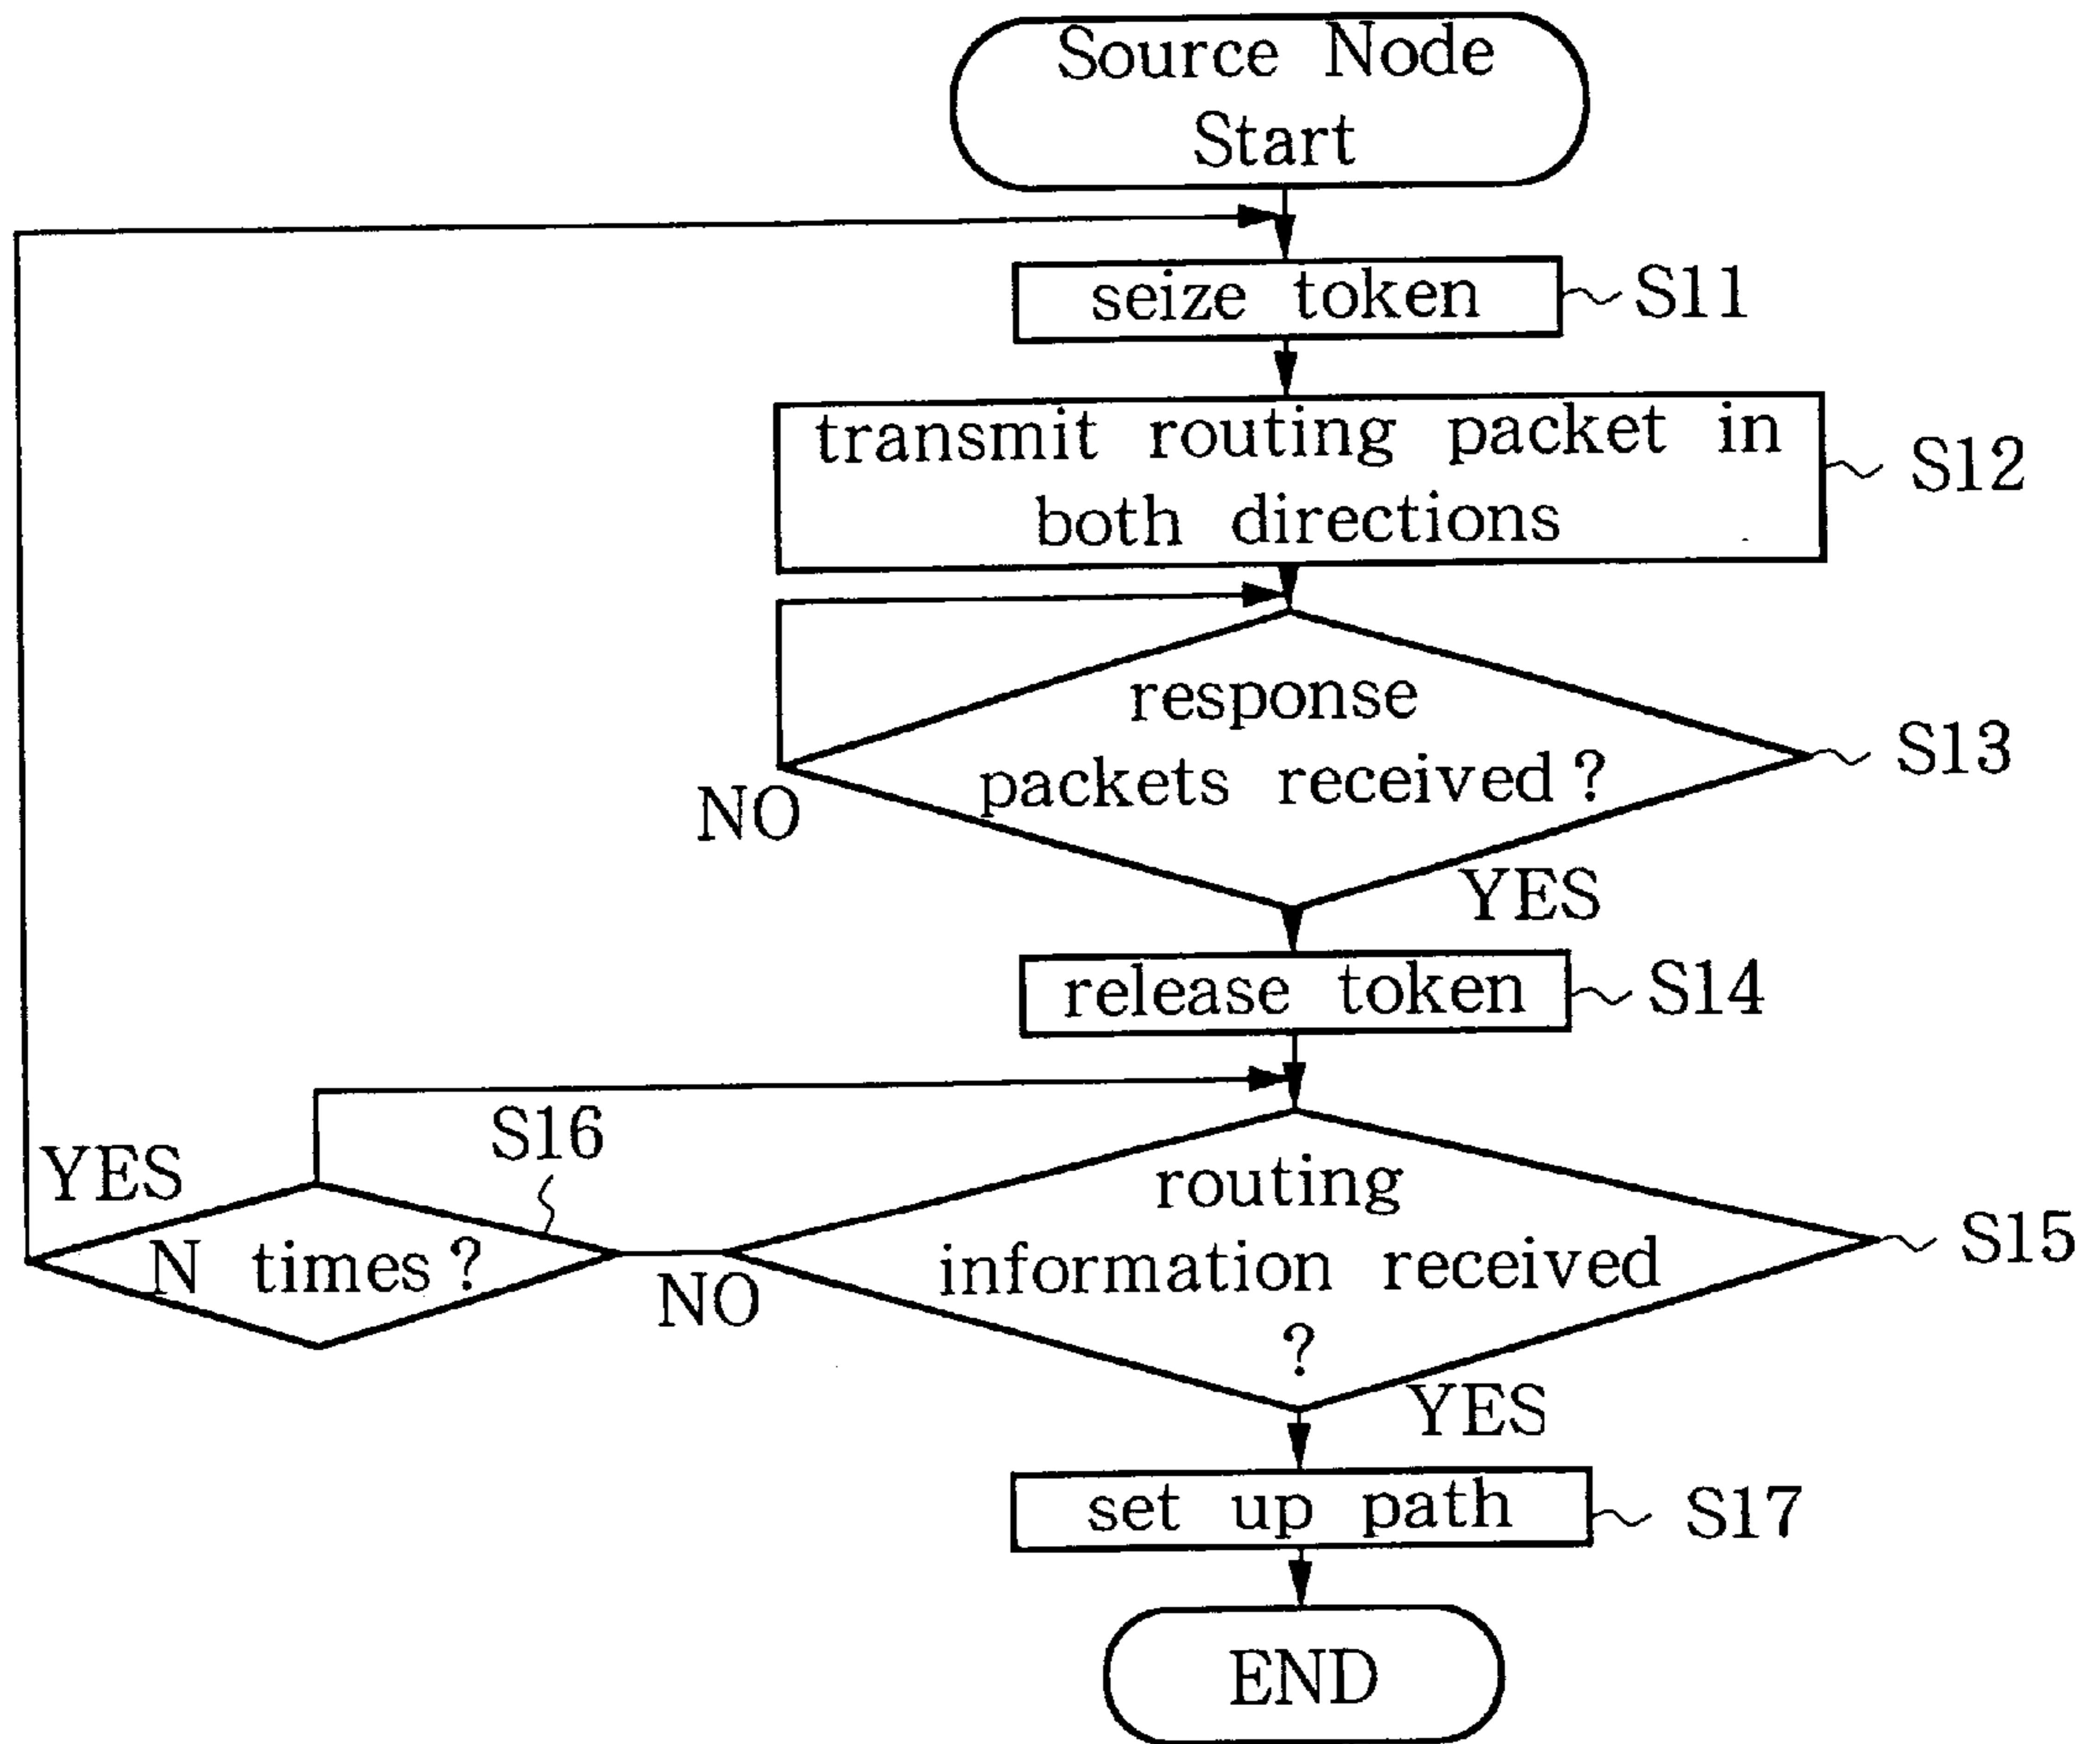 Source Node
Start
seize token
S11
transmit routing packet in
both directions
S12
response
packets received?
S13
NO
YES
release token
S14
S16
YES
N times?
NO
routing
information received
?
S15
YES
set up path
S17
END